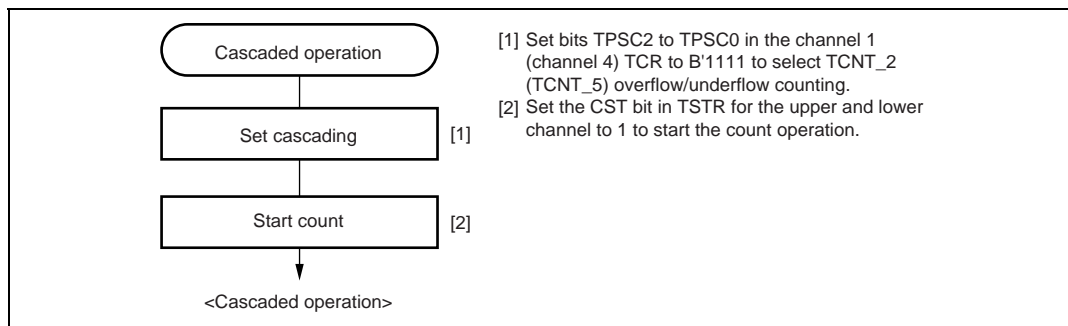 Cascaded operation
Set cascading
[1]
Start count
[2]
<Cascaded operation>
[1] Set bits TPSC2 to TPSC0 in the channel 1
(channel 4) TCR to B'1111 to select TCNT_2
(TCNT_5) overflow/underflow counting.
[2] Set the CST bit in TSTR for the upper and lower
channel to 1 to start the count operation.